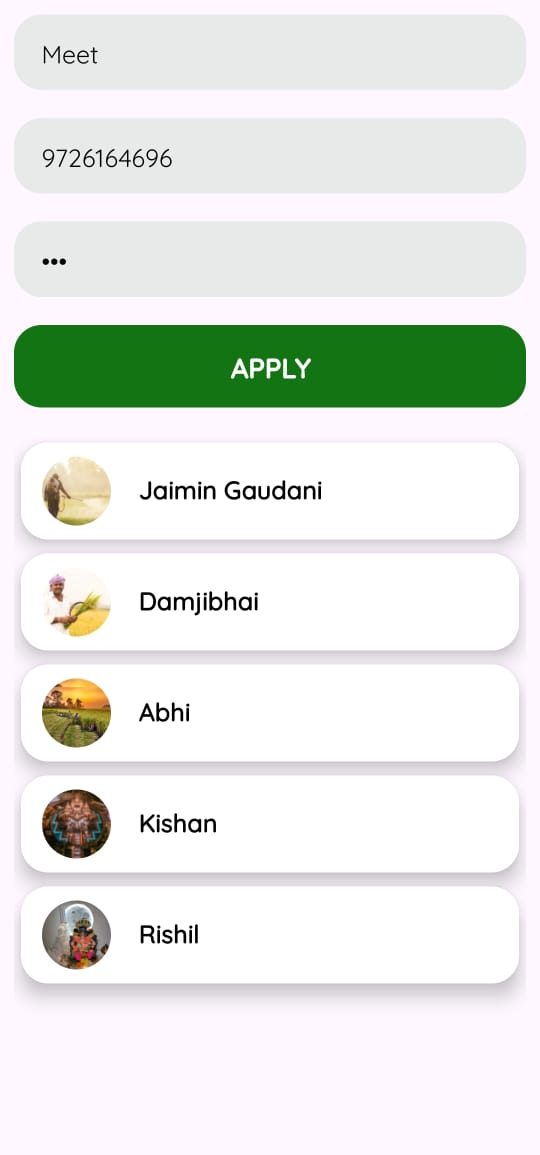 Meet
9726164696
•••
APPLY
Jaimin Gaudani
Damjibhai
Abhi
Kishan
Rishil